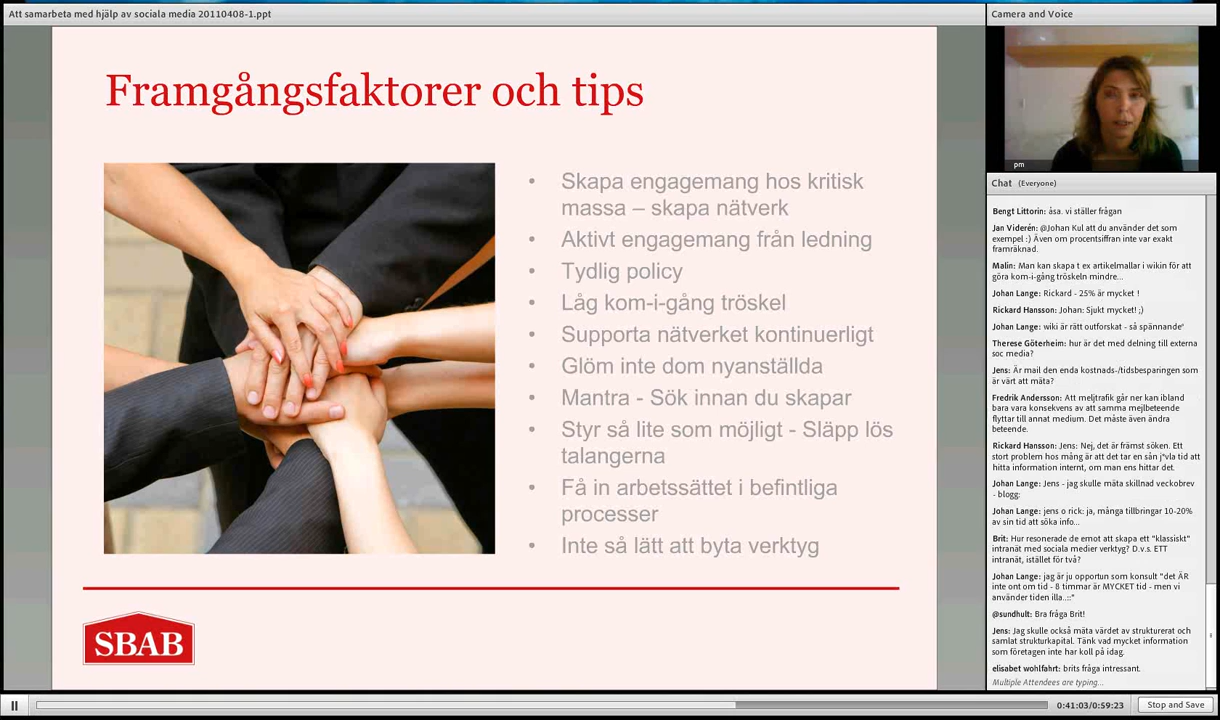 Att samarbeta med hjälp av sociala media 20110408-1.ppt
Framgångsfaktorer och tips
• Skapa engagemang hos kritisk
massa – skapa nätverk
• Aktivt engagemang från ledning
• Tydlig policy
• Låg kom-i-gång tröskel
• Supporta nätverket kontinuerligt
• Glöm inte dom nyanställda
• Mantra - Sök innan du skapar
• Styr så lite som möjligt - Släpp lös
talangerna
• Få in arbetssättet i befintliga
processer
• Inte så lätt att byta verktyg
SBAB
Camera and Voice
pm
Chat (Everyone)
Bengt Littorin: åsa. vi ställer frågan
Jan Viderén: @Johan Kul att du använder det som
exempel :) Även om procentsiffran inte var exakt
framräknad.
Malin: Man kan skapa t ex artikelmallar i wikin för att
göra kom-i-gång tröskeln mindre...
Johan Lange: Rickard - 25% är mycket !
Rickard Hansson: Johan: Sjukt mycket! ;)
Johan Lange: wiki är rätt outforskat - så spännande"
Therese Göterheim: hur är det med delning till externa
soc media?
Jens: Är mail den enda kostnads-/tidsbesparingen som
är värt att mäta?
Fredrik Andersson: Att mejltrafik går ner kan ibland
bara vara konsekvens av att samma mejlbeteende
flyttar till annat medium. Det måste även ändra
beteende.
Rickard Hansson: Jens: Nej, det är främst söken. Ett
stort problem hos mång är att det tar en sån j*vla tid att
hitta information internt, om man ens hittar det.
Johan Lange: Jens - jag skulle mäta skillnad veckobrev
- blogg:
Johan Lange: jens o rick: ja, många tillbringar 10-20%
av sin tid att söka info...
Brit: Hur resonerade de emot att skapa ett "klassiskt"
intranät med sociala medier verktyg? D.v.s. ETT
intranät, istället för två?
Johan Lange: jag är ju opportun som konsult "det ÄR
inte ont om tid - 8 timmar är MYCKET tid - men vi
använder tiden illa..::"
@sundhult: Bra fråga Brit!
Jens: Jag skulle också mäta värdet av strukturerat och
samlat strukturkapital. Tänk vad mycket information
som företagen inte har koll på idag.
elisabet wohlfahrt: brits fråga intressant.
Multiple Attendees are typing...
0:41:03/0:59:23
Stop and Save